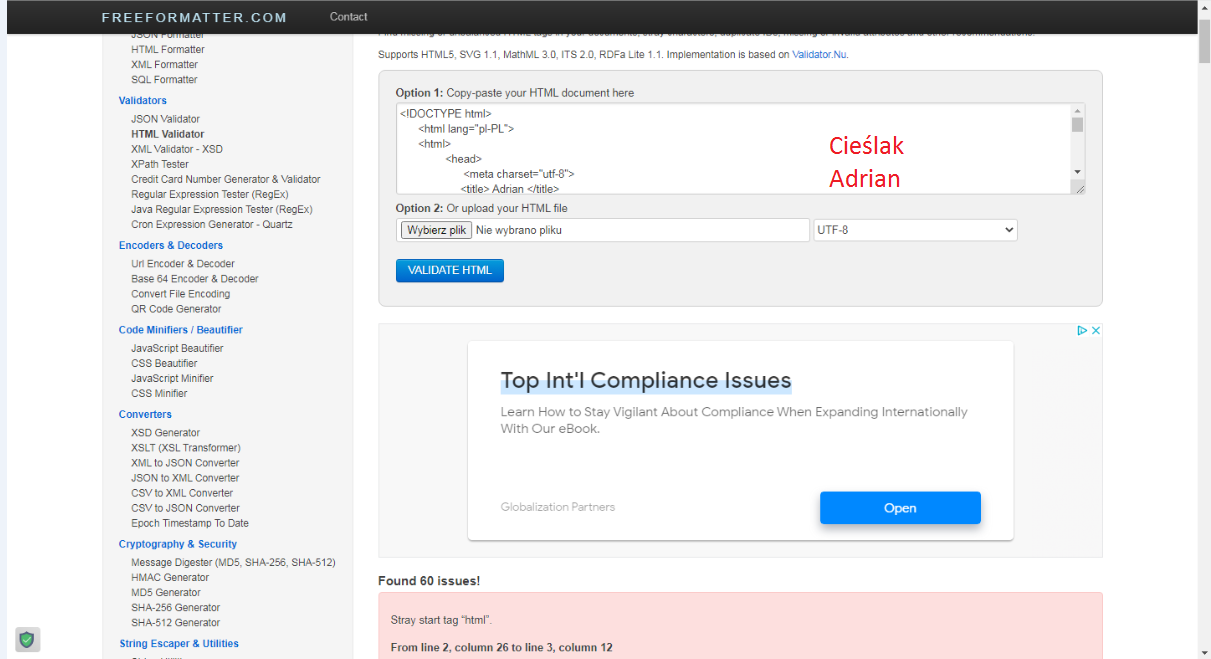 FREEFORMATTER.COM
Contact
JSON Formatter
HTML Formatter
XML Formatter
SQL Formatter
Validators
JSON Validator
HTML Validator
XML Validator - XSD
XPath Tester
Credit Card Number Generator & Validator
Regular Expression Tester (RegEx)
Java Regular Expression Tester (RegEx)
Cron Expression Generator - Quartz
Encoders & Decoders
Url Encoder & Decoder
Base 64 Encoder & Decoder
Convert File Encoding
QR Code Generator
Code Minifiers / Beautifier
JavaScript Beautifier
CSS Beautifier
JavaScript Minifier
CSS Minifier
Converters
XSD Generator
XSLT (XSL Transformer)
XML to JSON Converter
JSON to XML Converter
CSV to XML Converter
CSV to JSON Converter
Epoch Timestamp To Date
Cryptography & Security
Message Digester (MD5, SHA-256, SHA-512)
HMAC Generator
MD5 Generator
SHA-256 Generator
SHA-512 Generator
String Escaper & Utilities
Supports HTML5, SVG 1.1, MathML 3.0, ITS 2.0, RDFa Lite 1.1. Implementation is based on Validator.Nu.
Option 1: Copy-paste your HTML document here
<!DOCTYPE html>
<html lang="pl-PL">
<html>
<head>
<meta charset="utf-8">
<title> Adrian </title>
Cieślak
Adrian
Option 2: Or upload your HTML file
Wybierz plik Nie wybrano pliku
UTF-8
VALIDATE HTML
Top Int'l Compliance Issues
Learn How to Stay Vigilant About Compliance When Expanding Internationally
With Our eBook.
Globalization Partners
Open
Found 60 issues!
Stray start tag “html”.
From line 2, column 26 to line 3, column 12